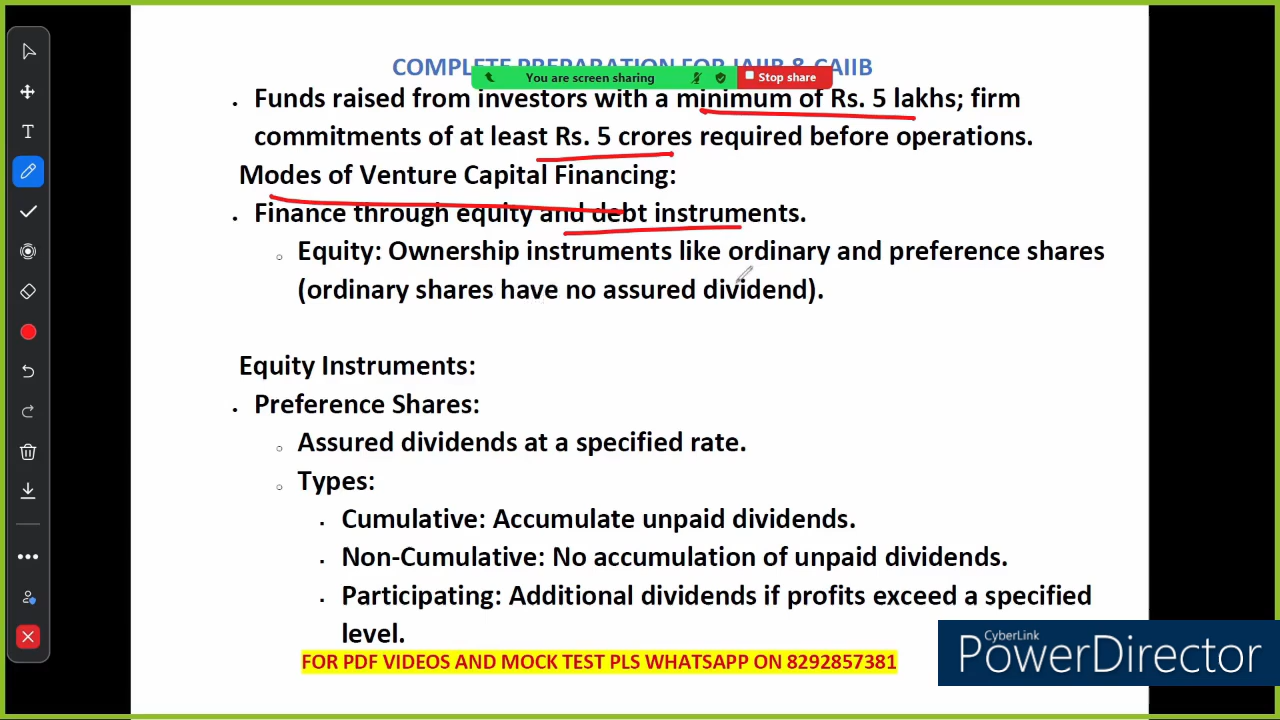 COMPLETE PREPARATION FOR JAIIB & CAIIB
You are screen sharing
Stop share
. Funds raised from investors with a minimum of Rs. 5 lakhs; firm
commitments of at least Rs. 5 crores required before operations.
Modes of Venture Capital Financing:
. Finance through equity and debt instruments.
○ Equity: Ownership instruments like ordinary and preference shares
(ordinary shares have no assured dividend).
Equity Instruments:
. Preference Shares:
○ Assured dividends at a specified rate.
○ Types:
▪ Cumulative: Accumulate unpaid dividends.
▪ Non-Cumulative: No accumulation of unpaid dividends.
▪ Participating: Additional dividends if profits exceed a specified
level.
FOR PDF VIDEOS AND MOCK TEST PLS WHATSAPP ON 8292857381
CyberLink
PowerDirector
T